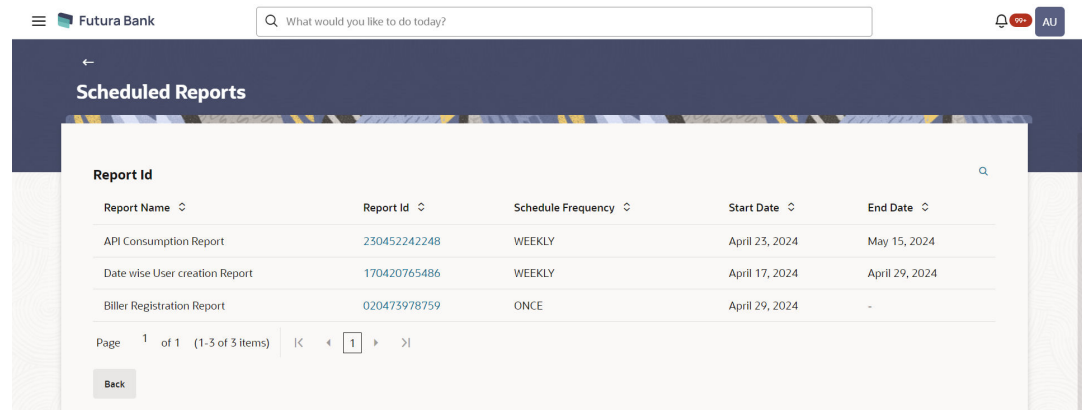 Futura Bank What would you like to do today? 99+ AU
Scheduled Reports
Report Id
Report Name Report Id Schedule Frequency Start Date End Date
API Consumption Report 230452242248 WEEKLY April 23, 2024 May 15, 2024
Date wise User creation Report 170420765486 WEEKLY April 17, 2024 April 29, 2024
Biller Registration Report 020473978759 ONCE April 29, 2024 -
Page 1 of 1 (1-3 of 3 items) 1
Back